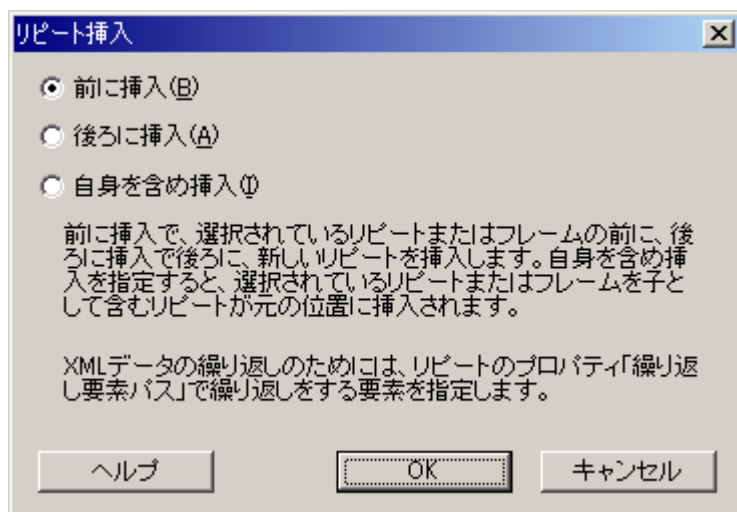 リピート挿入
前に挿入(B)
後ろに挿入(A)
自身を含め挿入(I)
前に挿入で、選択されているリピートまたはフレームの前に、後
ろに挿入で後ろに、新しいリピートを挿入します。自身を含め挿
入を指定すると、選択されているリピートまたはフレームを子と
して含むリピートが元の位置に挿入されます。
XMLデータの繰り返しのためには、リピートのプロパティ「繰り返
し要素パス」で繰り返しをする要素を指定します。
ヘルプ OK キャンセル